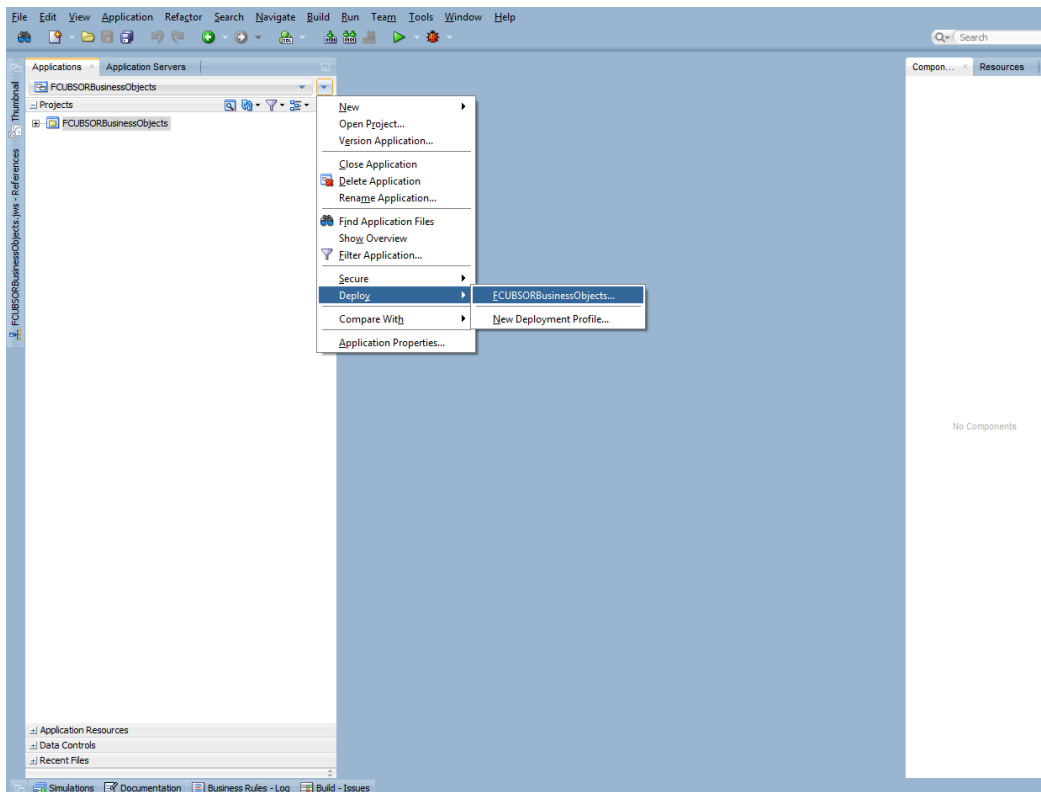 File Edit View Application Refactor Search Navigate Build Run Team Tools Window Help
Search
Applications Application Servers
Compon... Resources
Thumbnail
FCUBSORBusinessObjects.jws - References
FCUBSORBusinessObjects
Projects
FCUBSORBusinessObjects
New
Open Project...
Version Application...
Close Application
Delete Application
Rename Application...
Find Application Files
Show Overview
Filter Application...
Secure
Deploy
FCUBSORBusinessObjects...
Compare With
New Deployment Profile...
Application Properties...
No Components
Application Resources
Data Controls
Recent Files
Simulations Documentation Business Rules - Log Build - Issues